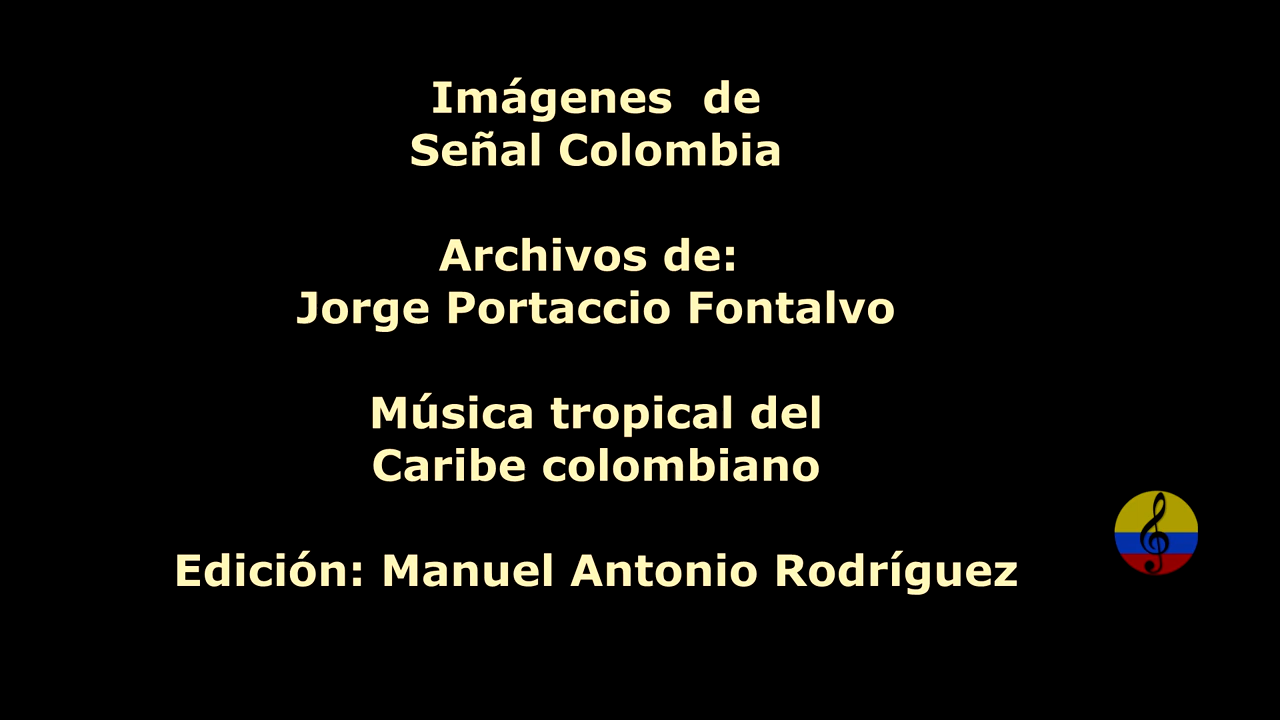 Imágenes de
Señal Colombia
Archivos de:
Jorge Portaccio Fontalvo
Música tropical del
Caribe colombiano
Edición: Manuel Antonio Rodríguez